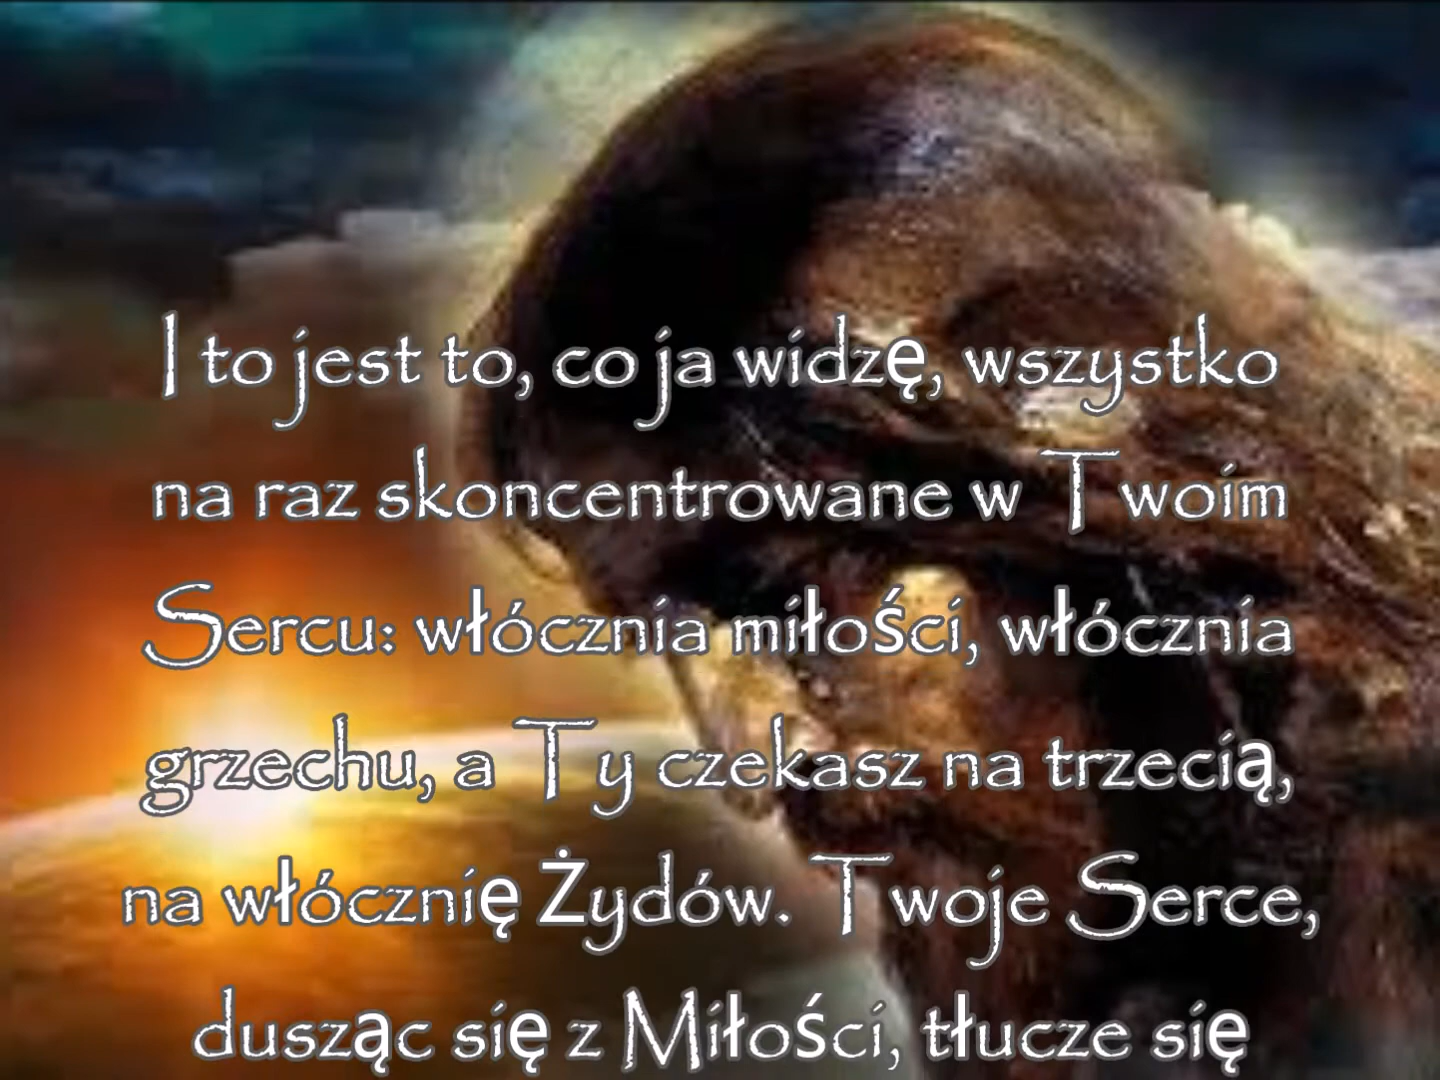 I to jest to, co ja widzę, wszystko
na raz skoncentrowane w Twoim
Sercu: włócznia miłości, włócznia
grzechu, a Ty czekasz na trzecią,
na włócznię Żydów. Twoje Serce,
dusząc się z Miłości, tłucze się